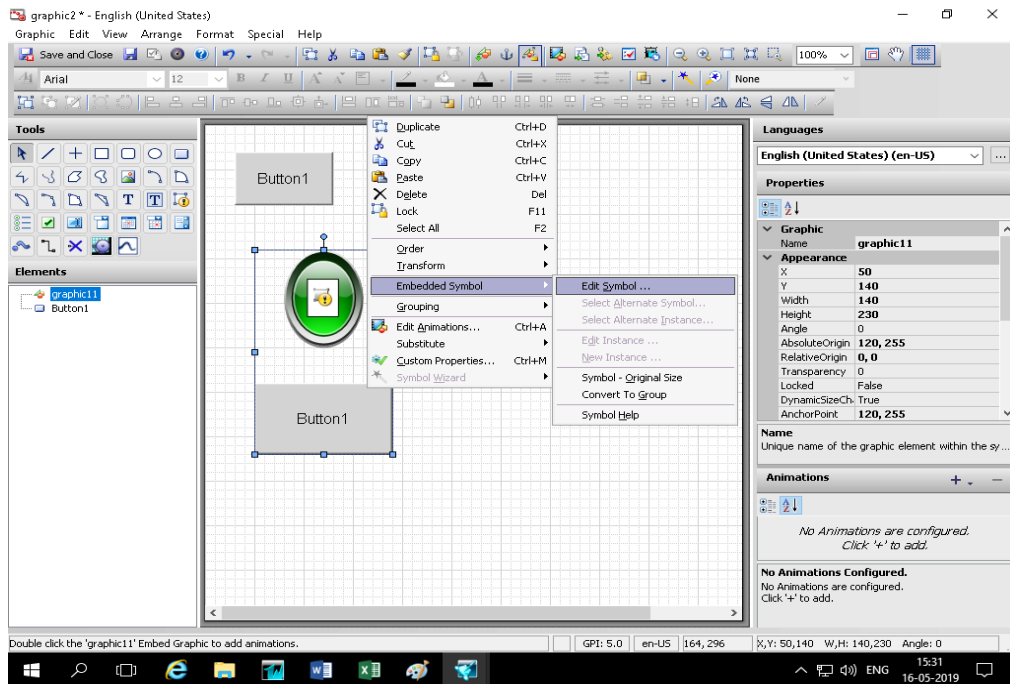 graphic2 * - English (United States)
Graphic Edit View Arrange Format Special Help
Save and Close 100%
Arial 12 B I U A A A None
Tools
T T
Elements
graphic11
Button1
Button1
Button1
Duplicate Ctrl+D
Cut Ctrl+X
Copy Ctrl+C
Paste Ctrl+V
Delete Del
Lock F11
Select All F2
Order
Transform
Embedded Symbol
Grouping
Edit Animations... Ctrl+A
Substitute
Custom Properties... Ctrl+M
Symbol Wizard
Edit Symbol ...
Select Alternate Symbol...
Select Alternate Instance...
Edit Instance ...
New Instance ...
Symbol - Original Size
Convert To Group
Symbol Help
Languages
English (United States) (en-US) ...
Properties
Graphic
Name graphic11
Appearance
X 50
Y 140
Width 140
Height 230
Angle 0
AbsoluteOrigin 120, 255
RelativeOrigin 0, 0
Transparency 0
Locked False
DynamicSizeCh True
AnchorPoint 120, 255
Name
Unique name of the graphic element within the sy...
Animations
No Animations are configured.
Click '+' to add.
No Animations Configured.
No Animations are configured.
Click '+' to add.
Double click the 'graphic11' Embed Graphic to add animations. GPI: 5.0 en-US 164, 296 X,Y: 50,140 W,H: 140,230 Angle: 0
ENG 15:31
16-05-2019